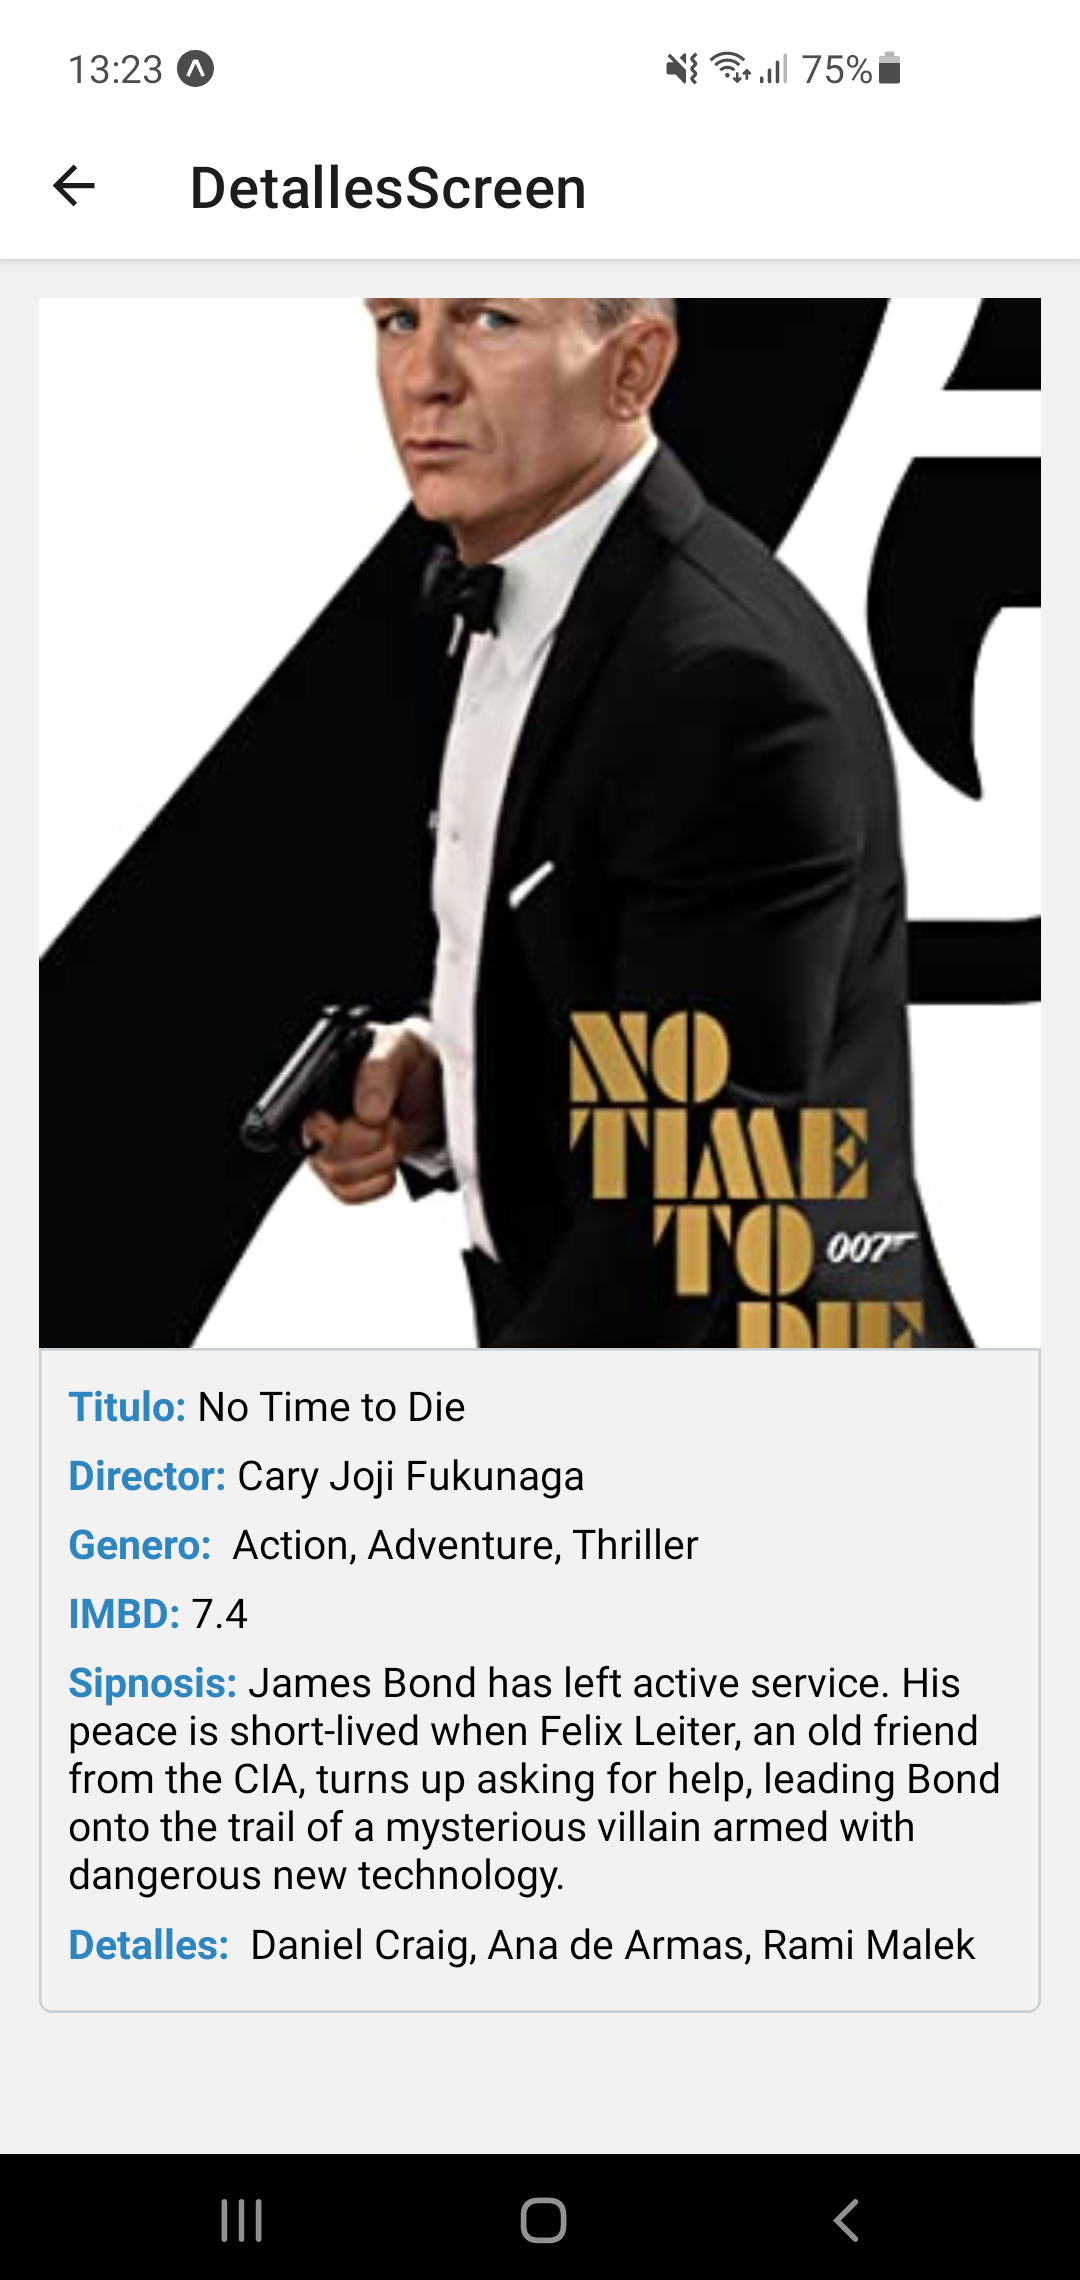 13:23 75%
DetallesScreen
NO
TIME
TO 007
DIE
Titulo: No Time to Die
Director: Cary Joji Fukunaga
Genero: Action, Adventure, Thriller
IMBD: 7.4
Sipnosis: James Bond has left active service. His
peace is short-lived when Felix Leiter, an old friend
from the CIA, turns up asking for help, leading Bond
onto the trail of a mysterious villain armed with
dangerous new technology.
Detalles: Daniel Craig, Ana de Armas, Rami Malek